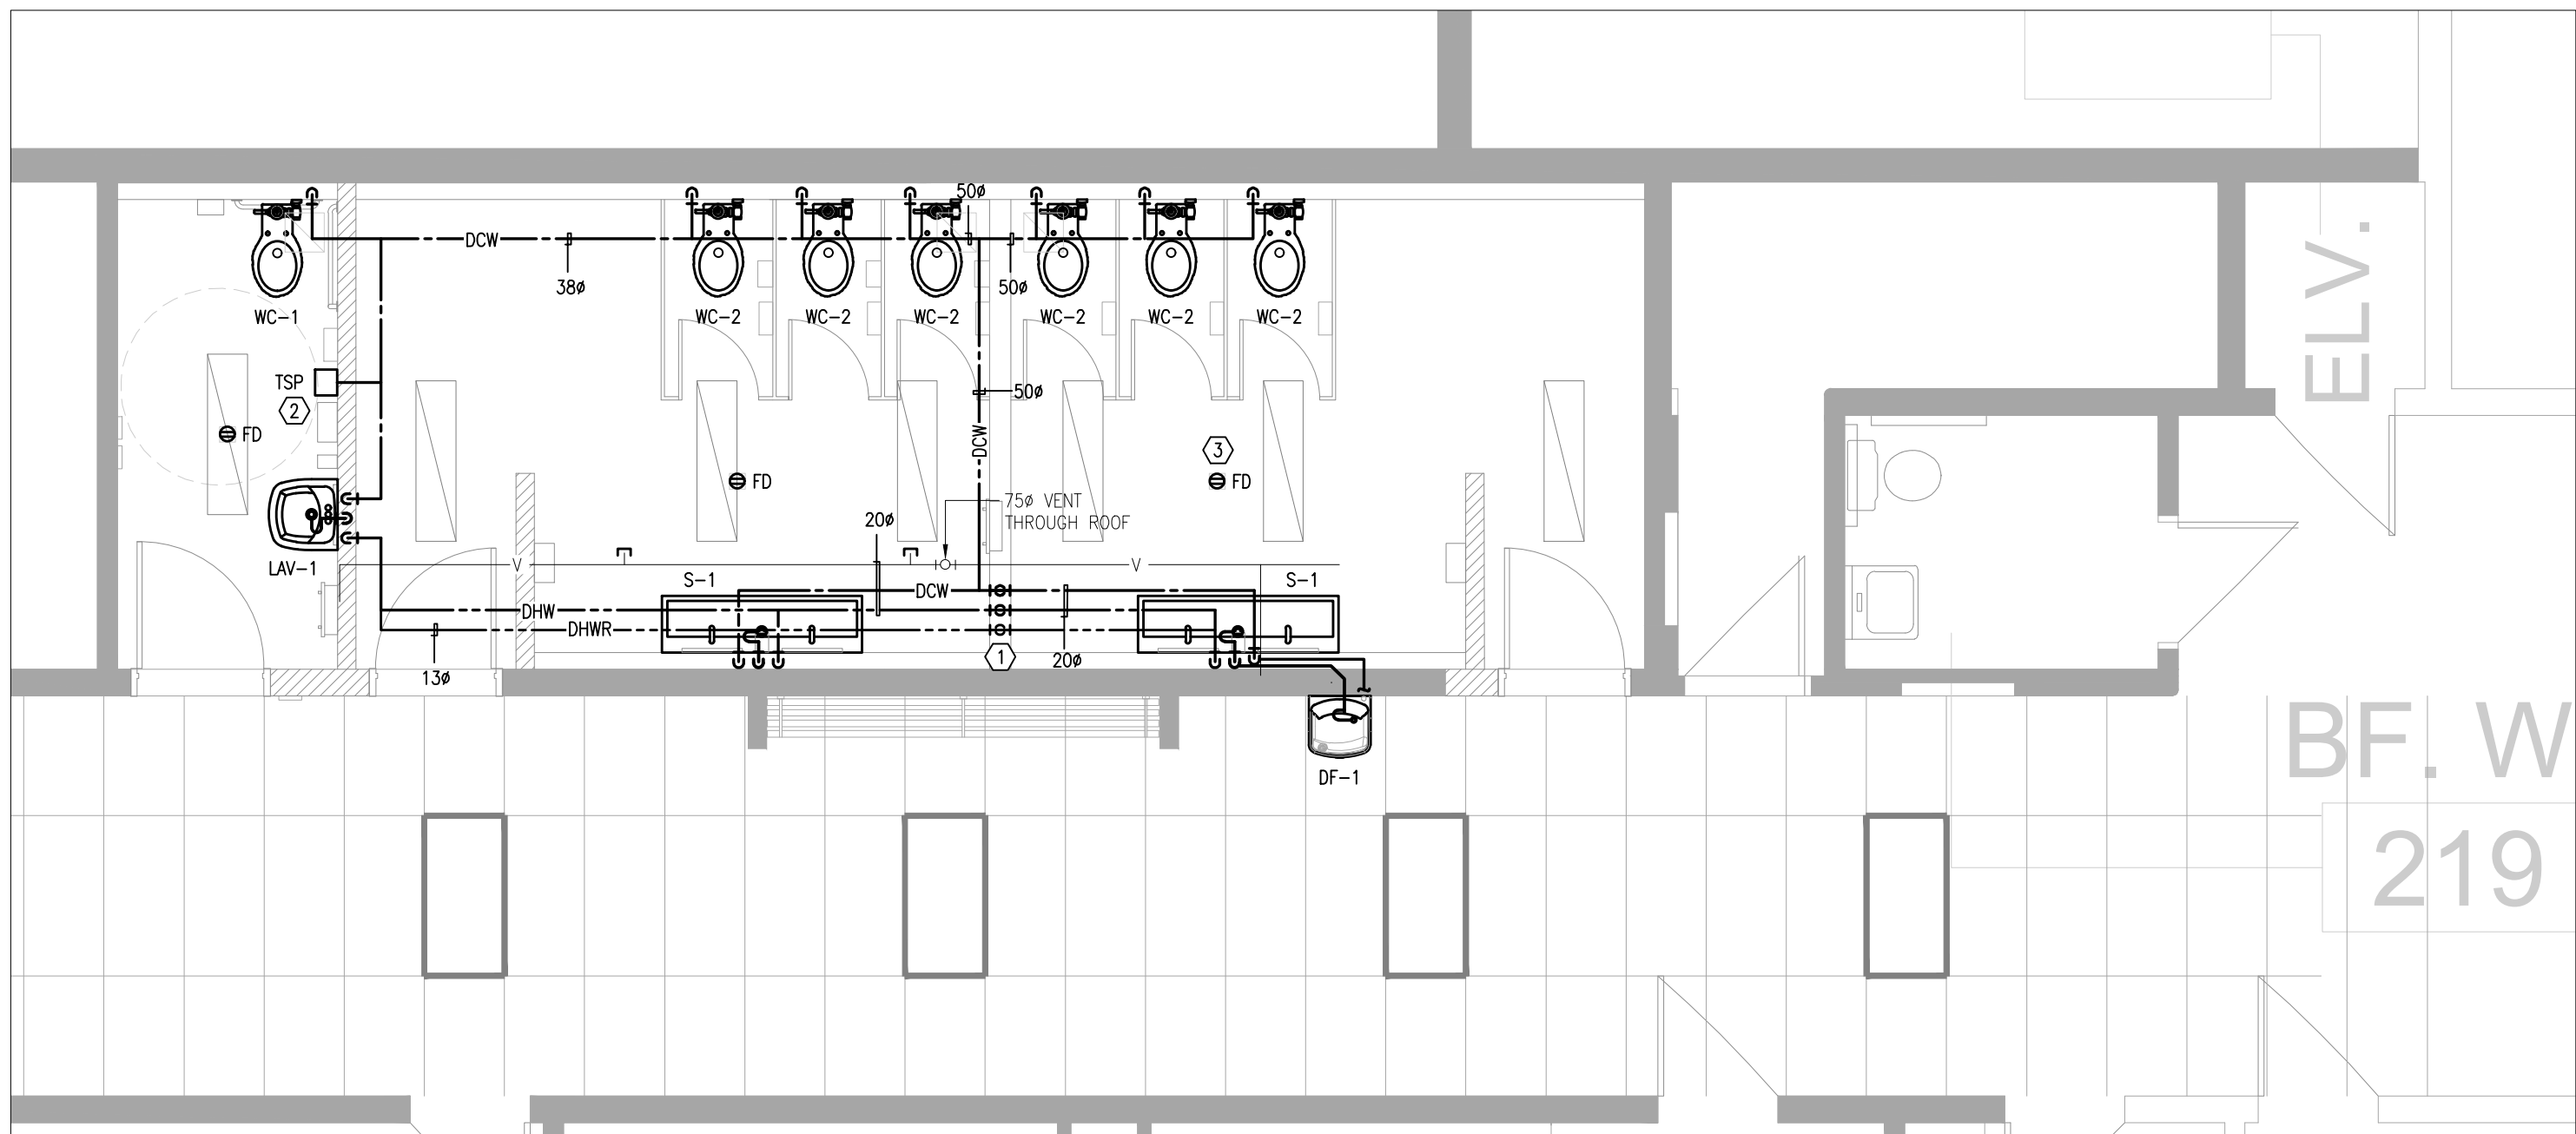 50ø
DCW
ELV.
38ø
50ø
WC-1
WC-2
WC-2
WC-2
WC-2
WC-2
WC-2
TSP
2
50ø
FD
DCW
3
FD
FD
75ø VENT
THROUGH ROOF
20ø
LAV-1
V
V
S-1
S-1
DCW
DHW
DHWR
1
20ø
13ø
BF. W
DF-1
219